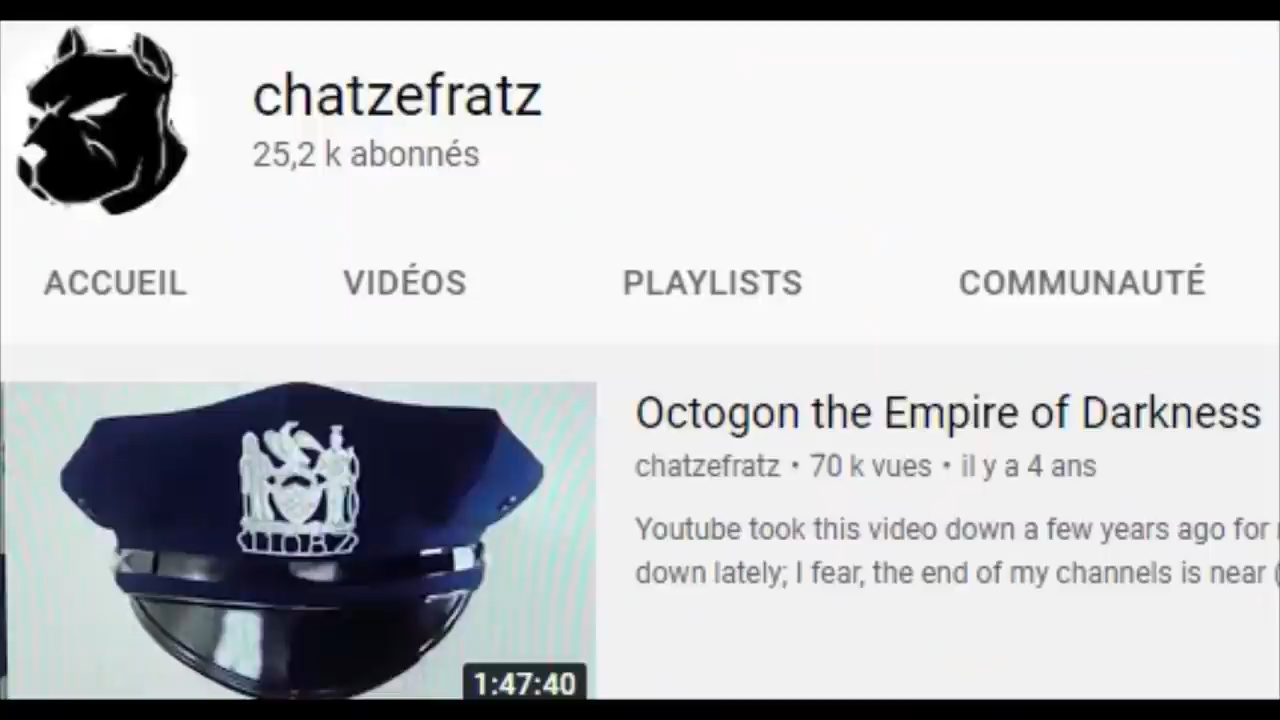 chatzefratz
25,2 k abonnés
ACCUEIL VIDÉOS PLAYLISTS COMMUNAUTÉ
Octogon the Empire of Darkness
chatzefratz • 70 k vues • il y a 4 ans
Youtube took this video down a few years ago for
down lately; I fear, the end of my channels is near (
1:47:40